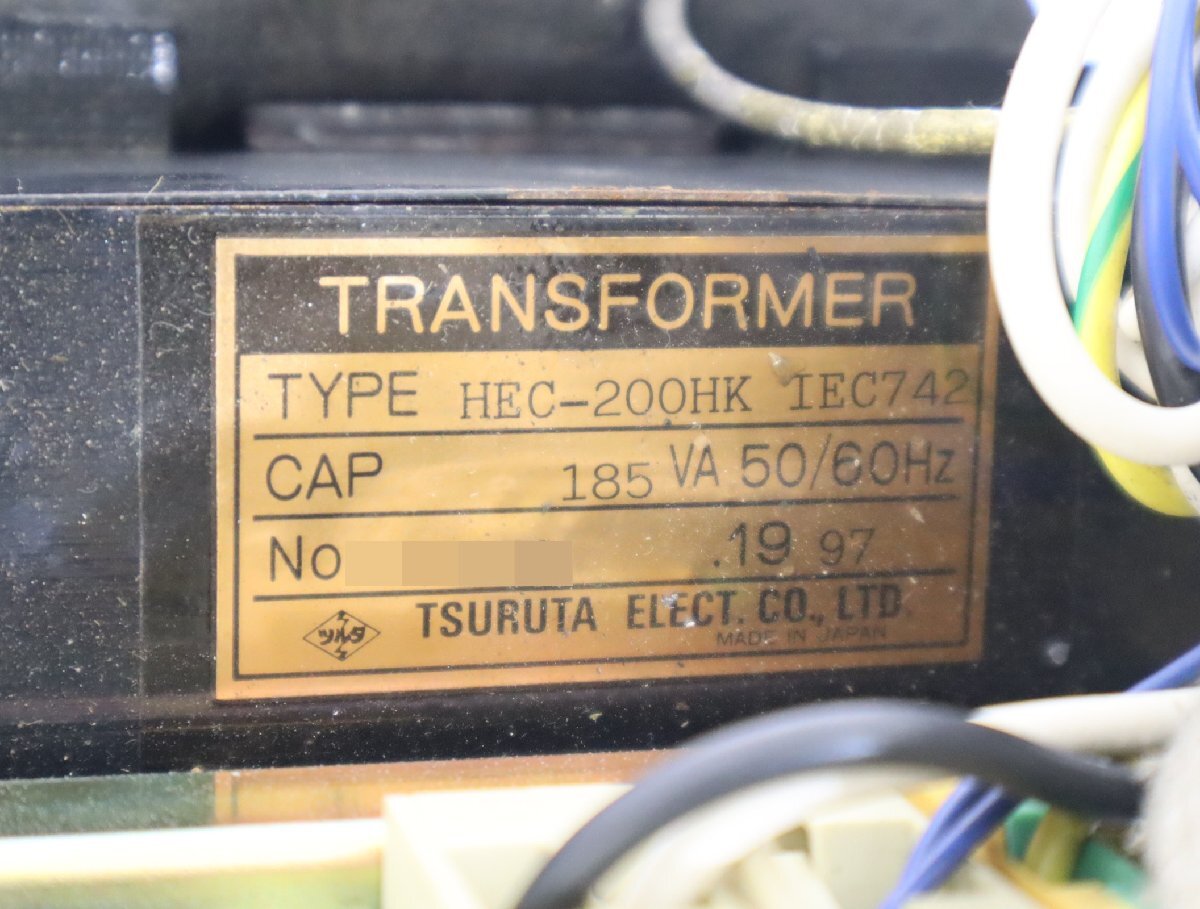 TRANSFORMER
TYPE HEC-200HK IEC742
CAP 185 VA 50/60Hz
No .19 97
ツルタ TSURUTA ELECT. CO., LTD.
MADE IN JAPAN